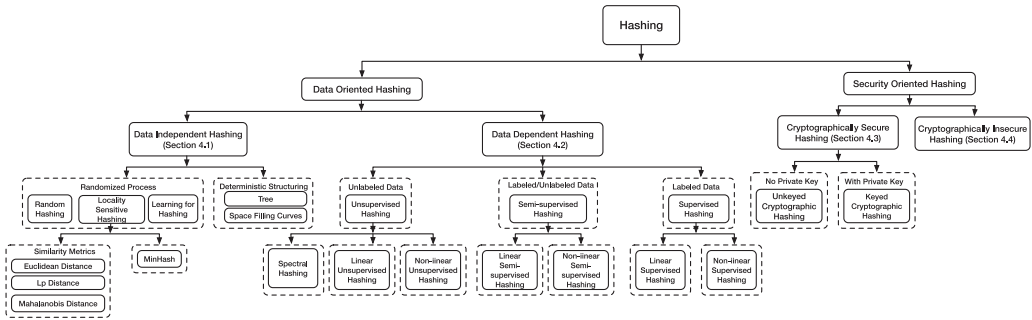 Hashing
Data Oriented Hashing
Security Oriented Hashing
Data Independent Hashing
(Section 4.1)
Data Dependent Hashing
(Section 4.2)
Cryptographically Secure
Hashing (Section 4.3)
Cryptographically Insecure
Hashing (Section 4.4)
Randomized Process
Random
Hashing
Locality
Sensitive
Hashing
Learning for
Hashing
Deterministic Structuring
Tree
Space Filling Curves
Unlabeled Data
Unsupervised
Hashing
Labeled/Unlabeled Data
Semi-supervised
Hashing
Labeled Data
Supervised
Hashing
No Private Key
Unkeyed
Cryptographic
Hashing
With Private Key
Keyed
Cryptographic
Hashing
Similarity Metrics
Euclidean Distance
Lp Distance
Mahalanobis Distance
MinHash
Spectral
Hashing
Linear
Unsupervised
Hashing
Non-linear
Unsupervised
Hashing
Linear
Semi-
supervised
Hashing
Non-linear
Semi-
supervised
Hashing
Linear
Supervised
Hashing
Non-linear
Supervised
Hashing